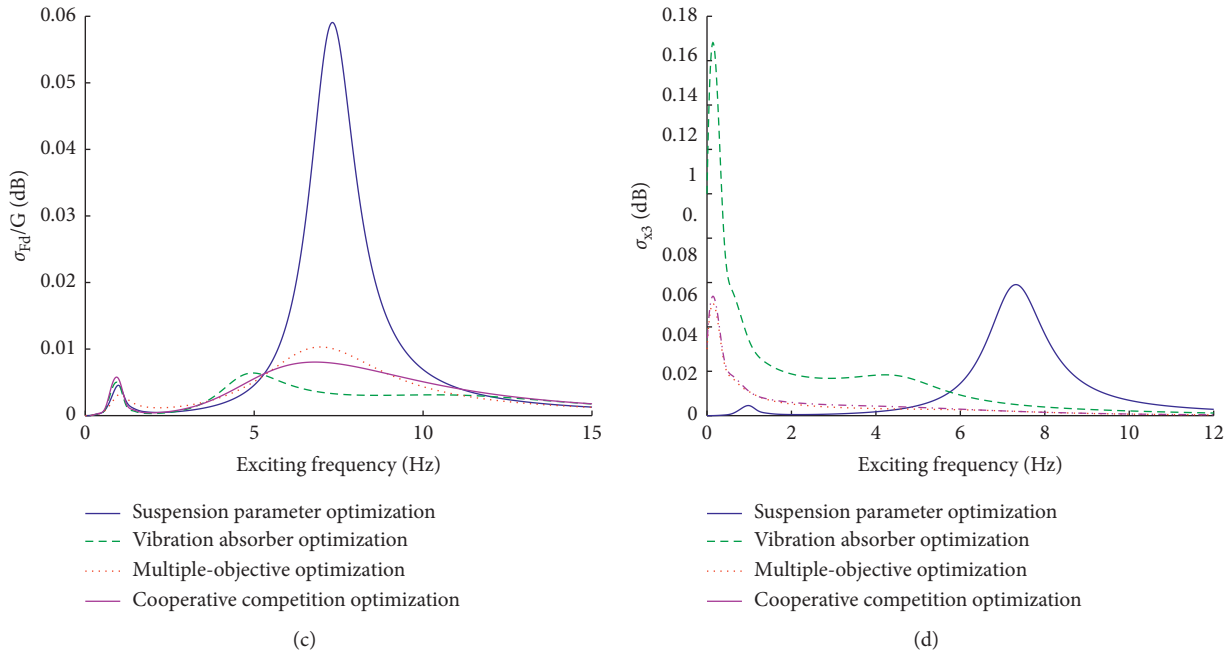 0.06
0.05
0.04
0.03
0.02
0.01
0
σFd/G (dB)
0 5 10 15
Exciting frequency (Hz)
Suspension parameter optimization
Vibration absorber optimization
Multiple-objective optimization
Cooperative competition optimization
(c)
0.18
0.16
0.14
0.12
1
0.
0.06
0.04
0.02
0
σx3 (dB)
0 2 4 6 8 10 12
Exciting frequency (Hz)
Suspension parameter optimization
Vibration absorber optimization
Multiple-objective optimization
Cooperative competition optimization
(d)